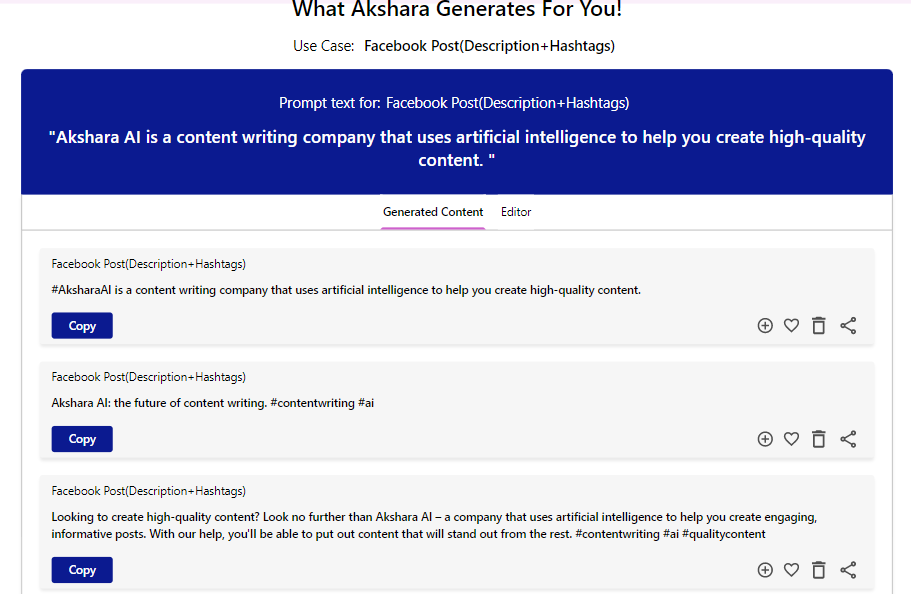 What Akshara Generates For You!
Use Case: Facebook Post(Description+Hashtags)
Prompt text for: Facebook Post(Description+Hashtags)
"Akshara AI is a content writing company that uses artificial intelligence to help you create high-quality
content. "
Generated Content Editor
Facebook Post(Description+Hashtags)
#AksharaAI is a content writing company that uses artificial intelligence to help you create high-quality content.
Copy
Facebook Post(Description+Hashtags)
Akshara AI: the future of content writing. #contentwriting #ai
Copy
Facebook Post(Description+Hashtags)
Looking to create high-quality content? Look no further than Akshara AI – a company that uses artificial intelligence to help you create engaging,
informative posts. With our help, you'll be able to put out content that will stand out from the rest. #contentwriting #ai #qualitycontent
Copy